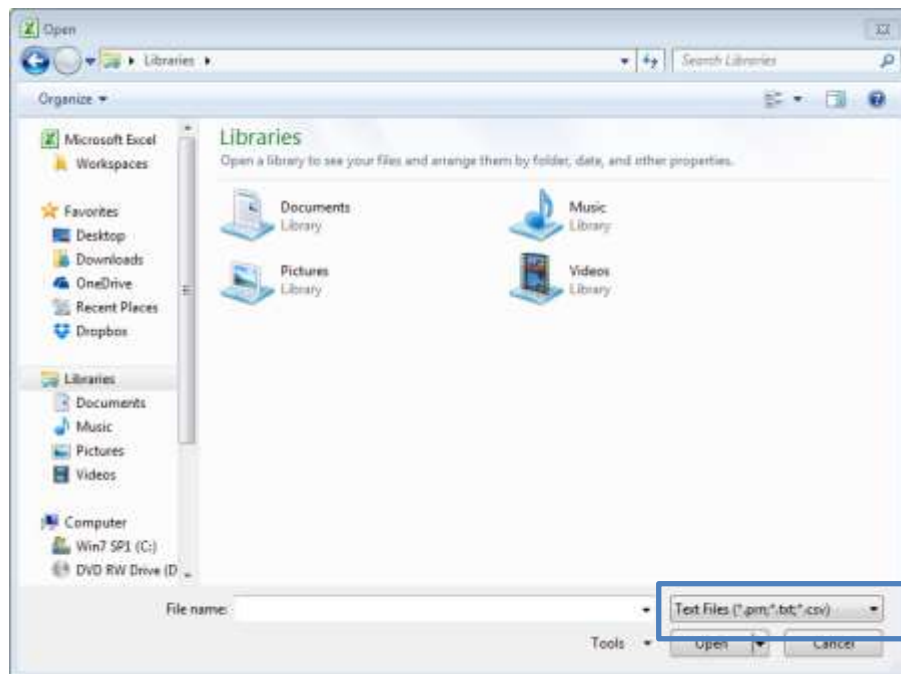 Open
Libraries
Search Libraries
Organize
Microsoft Excel
Workspaces
Favorites
Desktop
Downloads
OneDrive
Recent Places
Dropbox
Libraries
Documents
Music
Pictures
Videos
Computer
Win7 SP1 (C:)
DVD RW Drive (D
Libraries
Open a library to see your files and arrange them by folder, date, and other properties.
Documents
Library
Music
Library
Pictures
Library
Videos
Library
File name:
Text Files (*.prn;*.txt;*.csv)
Tools
Open
Cancel